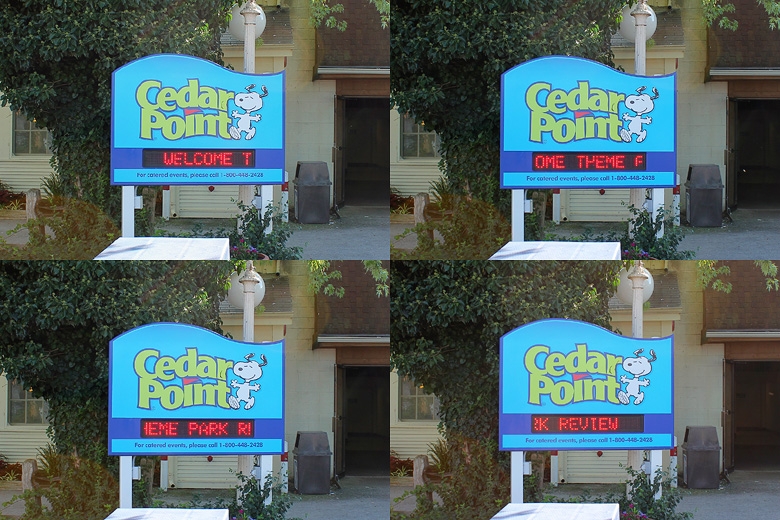 Cedar
Point
WELCOME T
For catered events, please call 1-800-448-2428
Cedar
Point
OME THEME P
For catered events, please call 1-800-448-2428
Cedar
Point
HEME PARK R
For catered events, please call 1-800-448-2428
Cedar
Point
RK REVIEW
For catered events, please call 1-800-448-2428